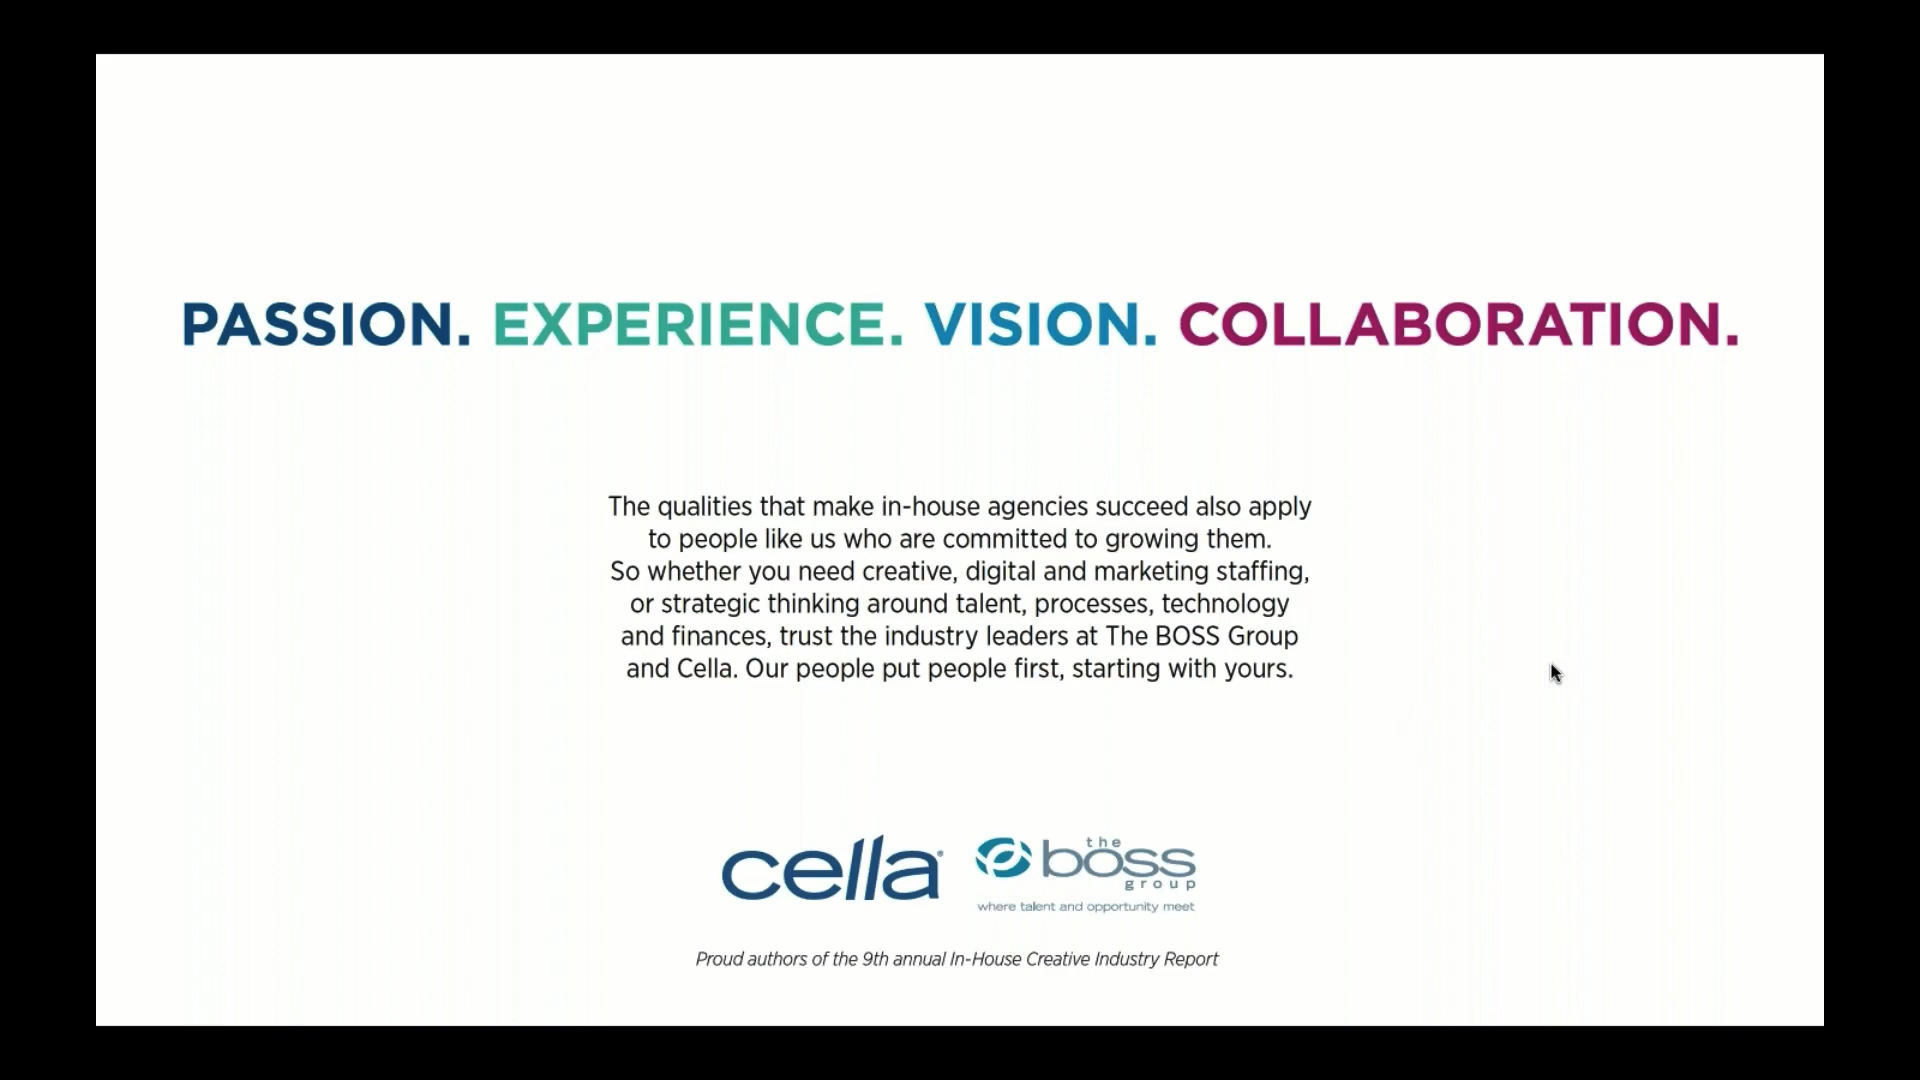 PASSION. EXPERIENCE. VISION. COLLABORATION.
The qualities that make in-house agencies succeed also apply
to people like us who are committed to growing them.
So whether you need creative, digital and marketing staffing,
or strategic thinking around talent, processes, technology
and finances, trust the industry leaders at The BOSS Group
and Cella. Our people put people first, starting with yours.
cella®
the
boss
group
where talent and opportunity meet
Proud authors of the 9th annual In-House Creative Industry Report